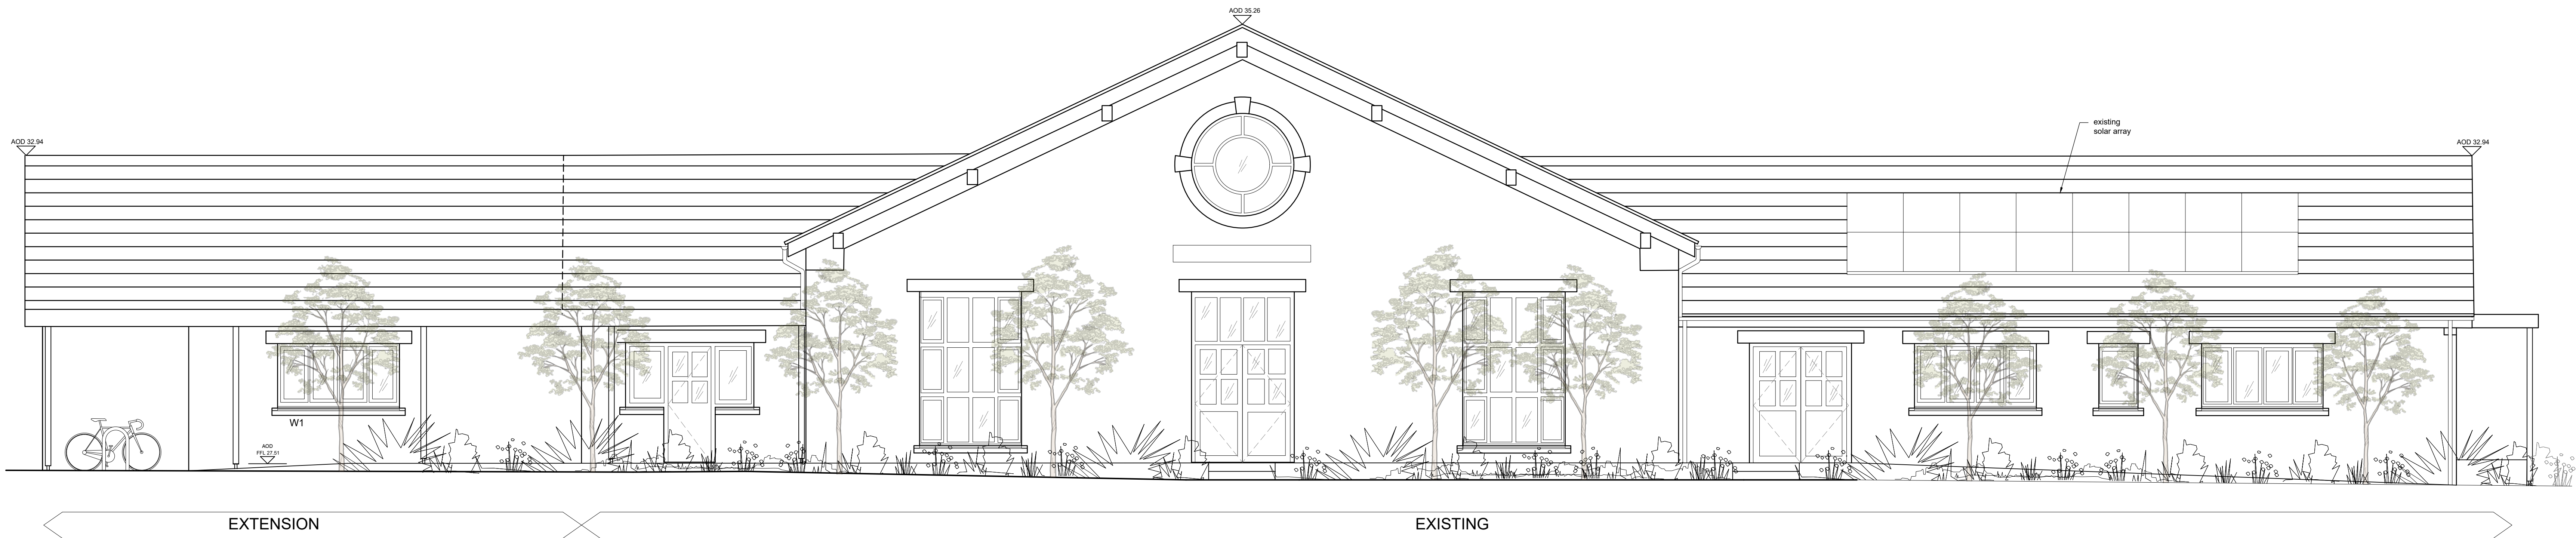 AOD 35.26
existing
solar array
AOD 32.94
AOD 32.94
W1
AOD
FFL 27.51
EXTENSION
EXISTING